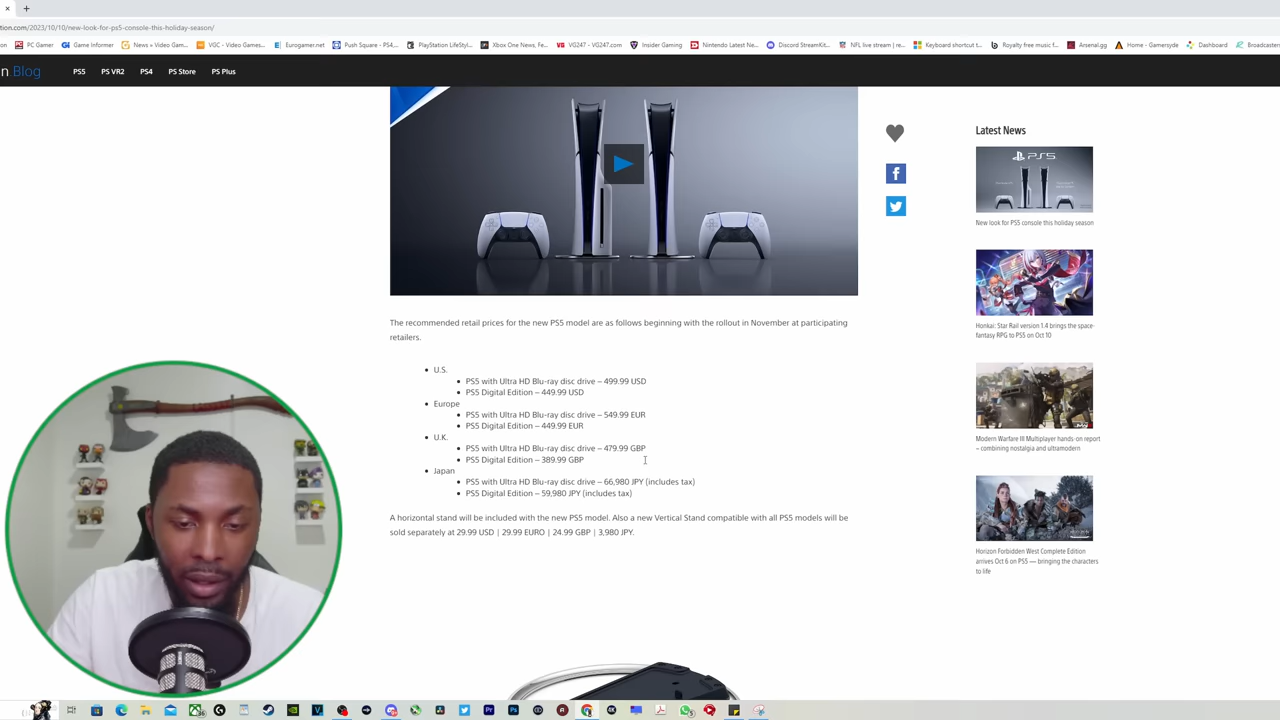 tion.com/2023/10/10/new-look-for-ps5-console-this-holiday-season/
on PC Gamer Game Informer News » Video Gam... VGC - Video Games... Eurogamer.net Push Square - PS4,... PlayStation LifeStyl... Xbox One News, Fe... VG247 - VG247.com Insider Gaming Nintendo Latest Ne... Discord StreamKit... NFL live stream | re... Keyboard shortcut t... Royalty free music f... Arsenal.gg Home - Gamersyde Dashboard Broadcasters
n Blog PS5 PS VR2 PS4 PS Store PS Plus
Latest News
PS5
New look for PS5 console this holiday season
The recommended retail prices for the new PS5 model are as follows beginning with the rollout in November at participating
retailers.
• U.S.
• PS5 with Ultra HD Blu-ray disc drive – 499.99 USD
• PS5 Digital Edition – 449.99 USD
• Europe
• PS5 with Ultra HD Blu-ray disc drive – 549.99 EUR
• PS5 Digital Edition – 449.99 EUR
• U.K.
• PS5 with Ultra HD Blu-ray disc drive – 479.99 GBP
• PS5 Digital Edition – 389.99 GBP
• Japan
• PS5 with Ultra HD Blu-ray disc drive – 66,980 JPY (includes tax)
• PS5 Digital Edition – 59,980 JPY (includes tax)
A horizontal stand will be included with the new PS5 model. Also a new Vertical Stand compatible with all PS5 models will be
sold separately at 29.99 USD | 29.99 EURO | 24.99 GBP | 3,980 JPY.
Honkai: Star Rail version 1.4 brings the space-
fantasy RPG to PS5 on Oct 10
Modern Warfare III Multiplayer hands-on report
– combining nostalgia and ultramodern
Horizon Forbidden West Complete Edition
arrives Oct 6 on PS5 — bringing the characters
to life